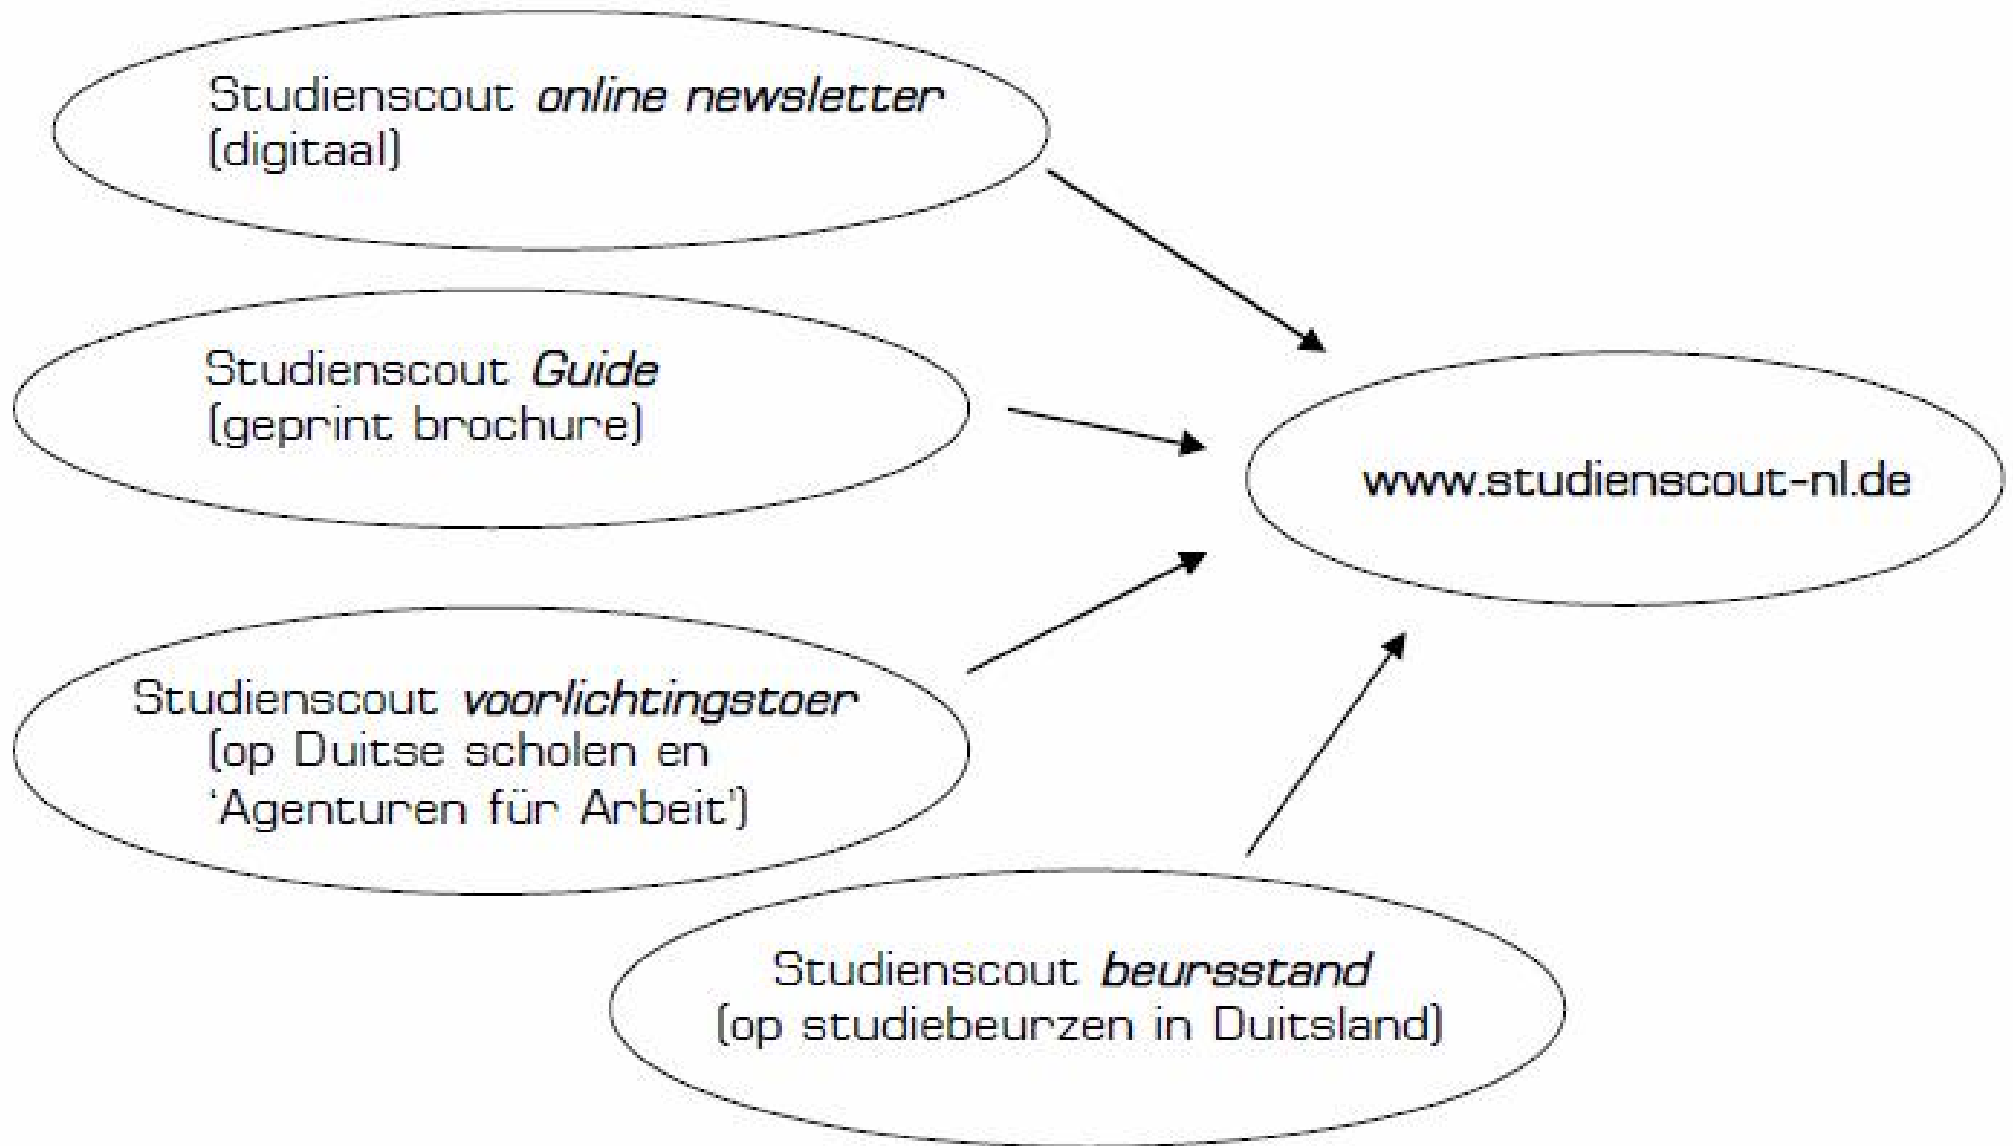 Studienscout online newsletter
(digitaal)
Studienscout Guide
(geprint brochure)
www.studienscout-nl.de
Studienscout voorlichtingstoer
(op Duitse scholen en
'Agenturen für Arbeit')
Studienscout beursstand
(op studiebeurzen in Duitsland)